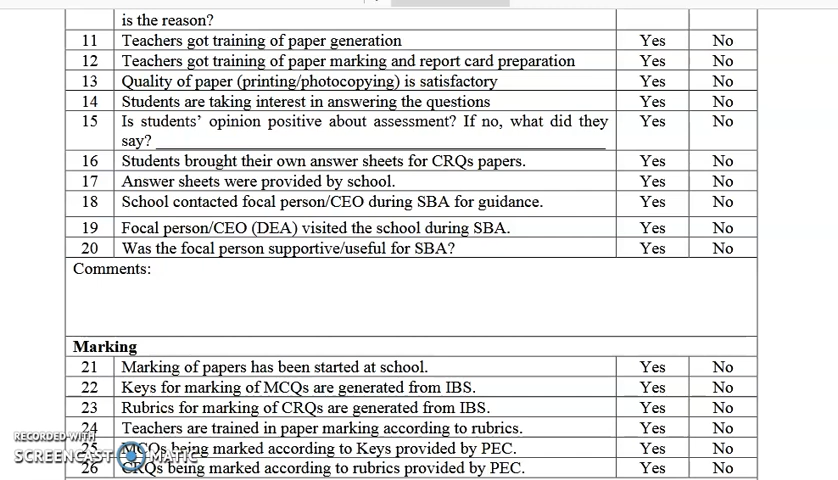 is the reason?
11 Teachers got training of paper generation Yes No
12 Teachers got training of paper marking and report card preparation Yes No
13 Quality of paper (printing/photocopying) is satisfactory Yes No
14 Students are taking interest in answering the questions Yes No
15 Is students’ opinion positive about assessment? If no, what did they Yes No
say?
16 Students brought their own answer sheets for CRQs papers. Yes No
17 Answer sheets were provided by school. Yes No
18 School contacted focal person/CEO during SBA for guidance. Yes No
19 Focal person/CEO (DEA) visited the school during SBA. Yes No
20 Was the focal person supportive/useful for SBA? Yes No
Comments:
Marking
21 Marking of papers has been started at school. Yes No
22 Keys for marking of MCQs are generated from IBS. Yes No
23 Rubrics for marking of CRQs are generated from IBS. Yes No
24 Teachers are trained in paper marking according to rubrics. Yes No
RECORDED WITH
25 MCQs being marked according to Keys provided by PEC. Yes No
SCREENCAST MATIC
26 CRQs being marked according to rubrics provided by PEC. Yes No